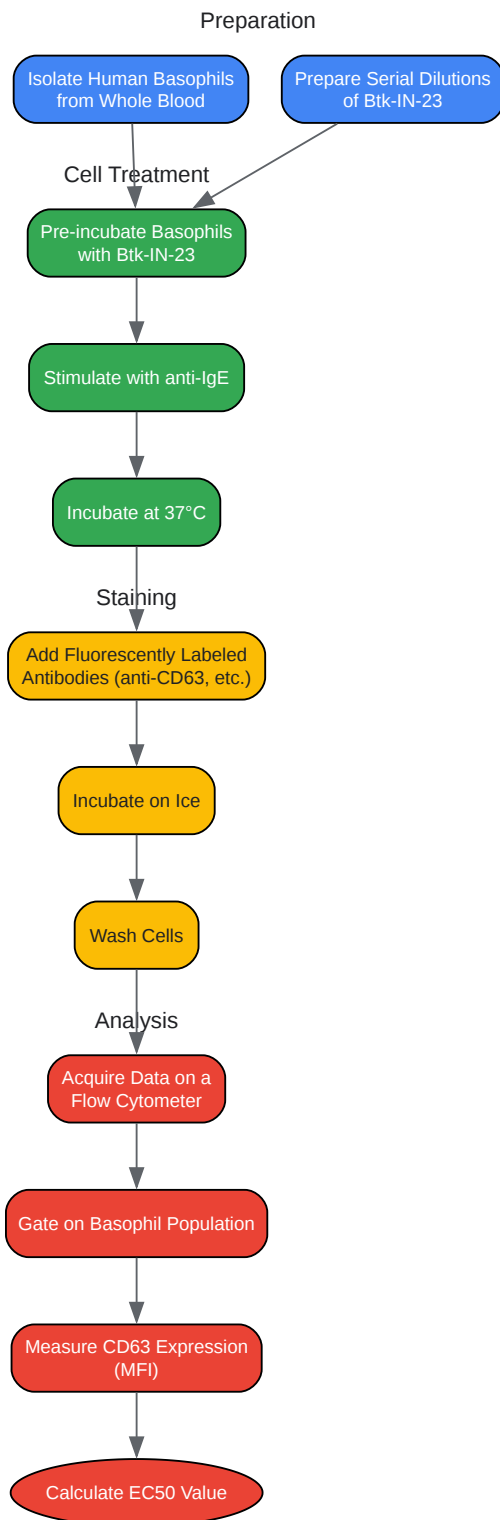 Preparation
Isolate Human Basophils
from Whole Blood
Prepare Serial Dilutions
of Btk-IN-23
Cell Treatment
Pre-incubate Basophils
with Btk-IN-23
Stimulate with anti-IgE
Incubate at 37°C
Staining
Add Fluorescently Labeled
Antibodies (anti-CD63, etc.)
Incubate on Ice
Wash Cells
Analysis
Acquire Data on a
Flow Cytometer
Gate on Basophil Population
Measure CD63 Expression
(MFI)
Calculate EC50 Value